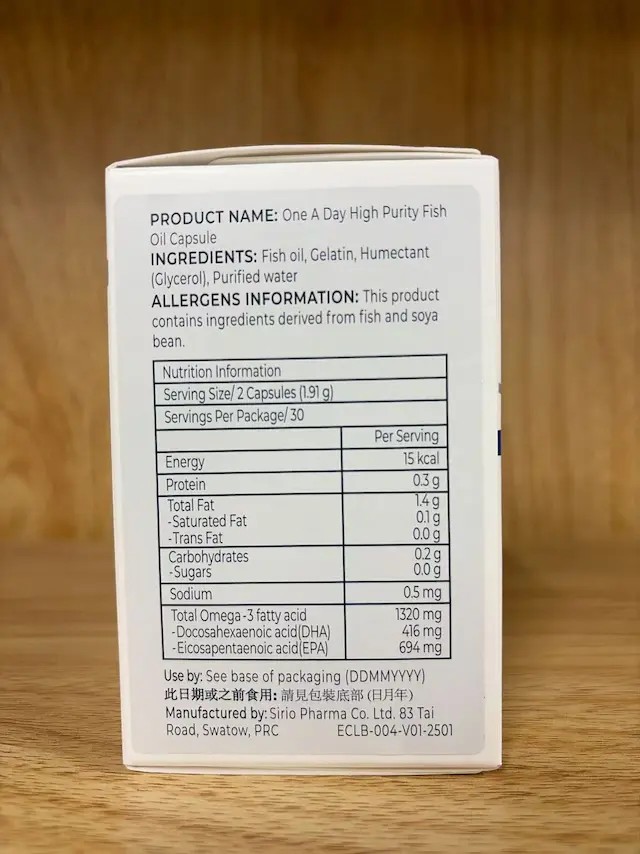 PRODUCT NAME: One A Day High Purity Fish
Oil Capsule
INGREDIENTS: Fish oil, Gelatin, Humectant
(Glycerol), Purified water
ALLERGENS INFORMATION: This product
contains ingredients derived from fish and soya
bean.
Nutrition Information
Serving Size/ 2 Capsules (1.91 g)
Servings Per Package/ 30
Per Serving
Energy 15 kcal
Protein 0.3 g
Total Fat 1.4 g
-Saturated Fat 0.1 g
-Trans Fat 0.0 g
Carbohydrates 0.2 g
-Sugars 0.0 g
Sodium 0.5 mg
Total Omega-3 fatty acid 1320 mg
-Docosahexaenoic acid(DHA) 416 mg
-Eicosapentaenoic acid(EPA) 694 mg
Use by: See base of packaging (DDMMYYYY)
此日期或之前食用: 請見包裝底部 (日月年)
Manufactured by: Sirio Pharma Co. Ltd. 83 Tai
Road, Swatow, PRC ECLB-004-V01-2501